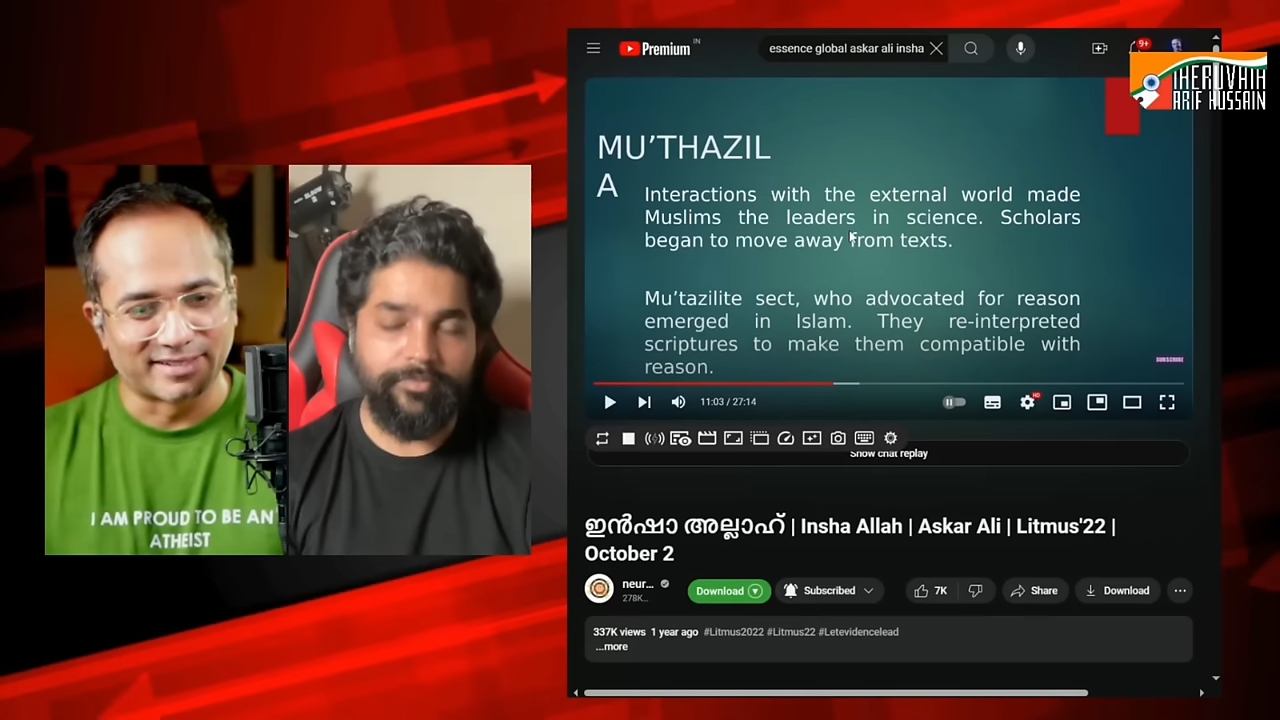 Premium IN
essence global askar ali insha
9+
THERUVATH
ARIF HUSSAIN
MU’THAZIL
A
Interactions with the external world made
Muslims the leaders in science. Scholars
began to move away from texts.
Mu’tazilite sect, who advocated for reason
emerged in Islam. They re-interpreted
scriptures to make them compatible with
reason.
SUBSCRIBE
11:03 / 27:14
HD
Show chat replay
I AM PROUD TO BE AN
ATHEIST
ഇൻഷാ അല്ലാഹ് | Insha Allah | Askar Ali | Litmus'22 |
October 2
neur...
278K...
Download
Subscribed
7K
Share
Download
337K views 1 year ago #Litmus2022 #Litmus22 #Letevidencelead
...more